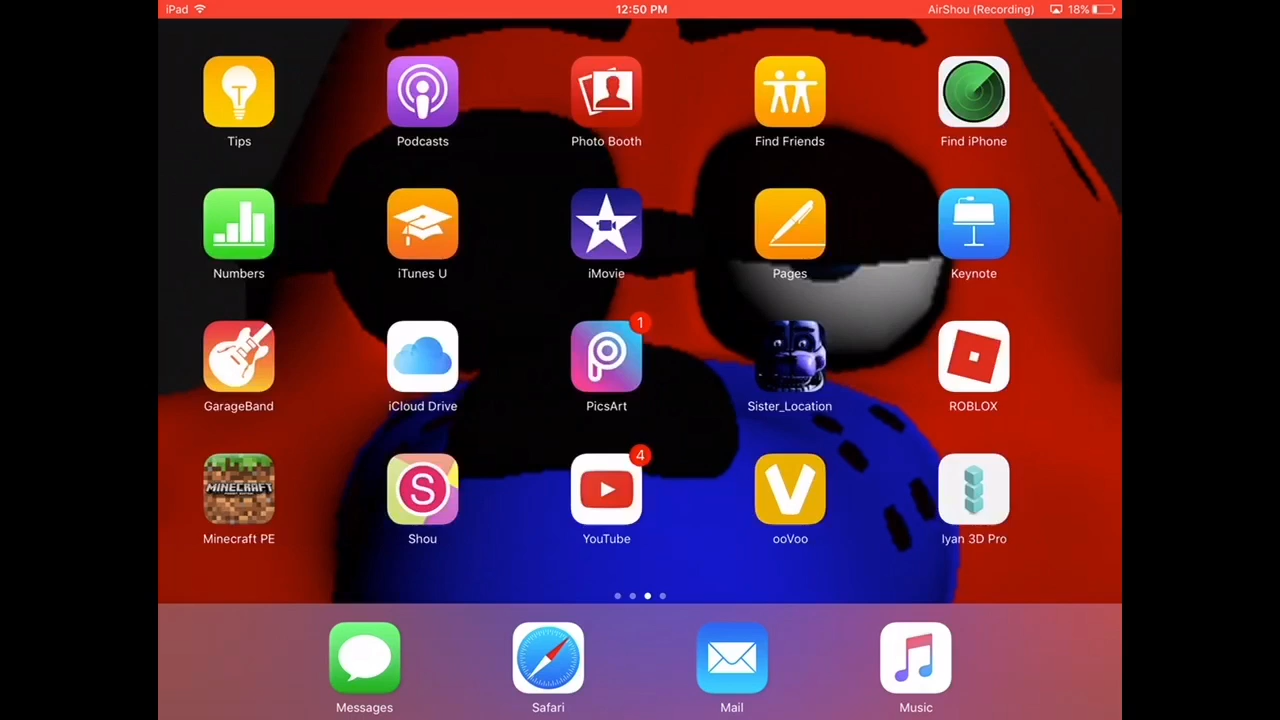 iPad 12:50 PM AirShou (Recording) 18%
Tips Podcasts Photo Booth Find Friends Find iPhone
Numbers iTunes U iMovie Pages Keynote
1
GarageBand iCloud Drive PicsArt Sister_Location ROBLOX
4
MINECRAFT
S
Minecraft PE Shou YouTube ooVoo Iyan 3D Pro
Messages Safari Mail Music